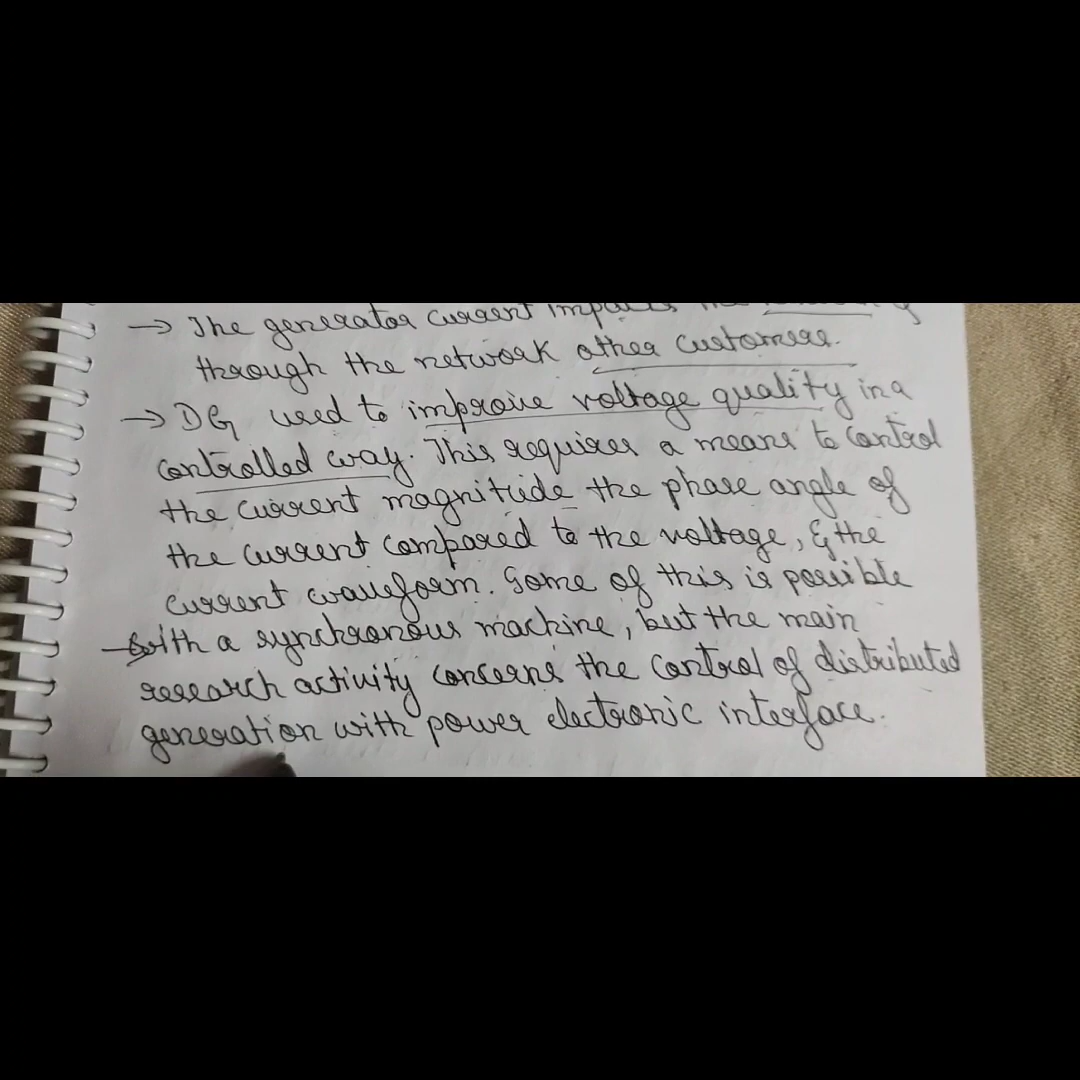 → The generator current impacts the
through the network other customers.
→ DG used to improve voltage quality in a
controlled way. This requires a means to control
the current magnitude the phase angle of
the current compared to the voltage, & the
current waveform. Some of this is possible
with a synchronous machine, but the main
research activity concerns the control of distributed
generation with power electronic interface.